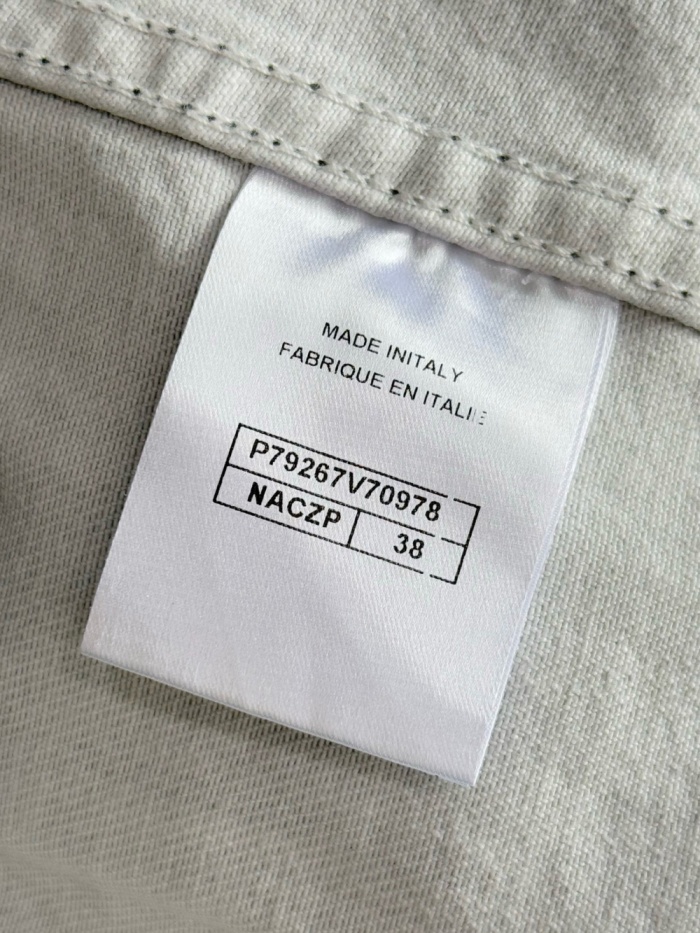 MADE INITALY
FABRIQUE EN ITALIE
P79267V70978
NACZP 38